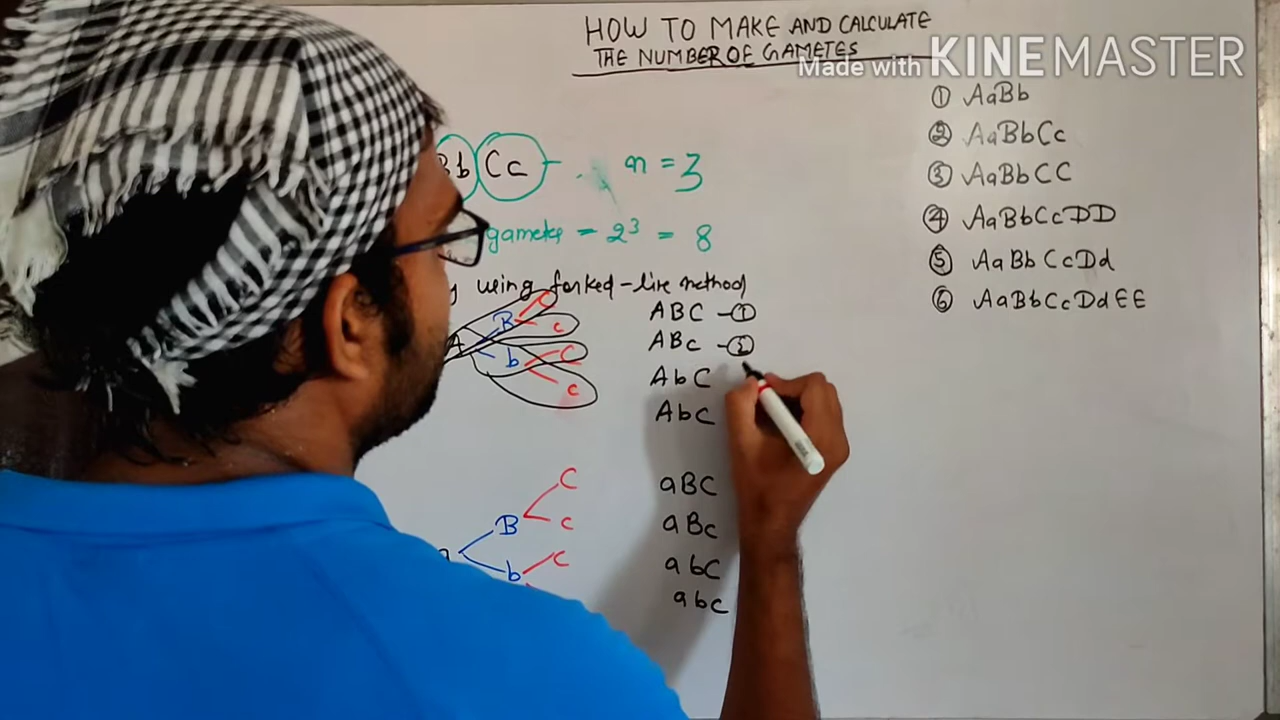 HOW TO MAKE AND CALCULATE
THE NUMBER OF GAMETES
Made with KINEMASTER
① AaBb
② AaBbCc
③ AaBbCC
④ AaBbCcDD
⑤ AaBbCcDd
⑥ AaBbCcDdEE
Bb Cc n = 3
gametes = 2³ = 8
using forked-line method
A B b C c C c
ABC - ①
ABc - ②
AbC
Abc
a B b C c C
aBC
aBc
abC
abc